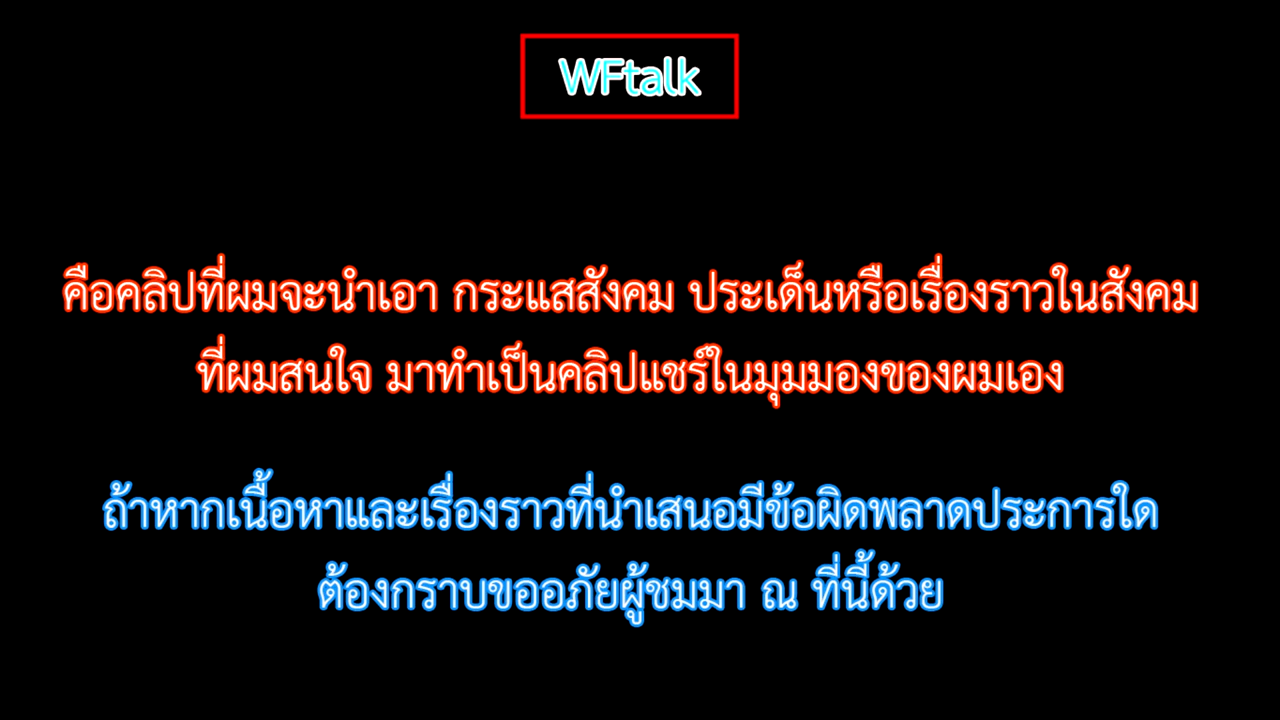 WFtalk
คือคลิปที่ผมจะนำเอา กระแสสังคม ประเด็นหรือเรื่องราวในสังคม
ที่ผมสนใจ มาทำเป็นคลิปแชร์ในมุมมองของผมเอง
ถ้าหากเนื้อหาและเรื่องราวที่นำเสนอมีข้อผิดพลาดประการใด
ต้องกราบขออภัยผู้ชมมา ณ ที่นี้ด้วย